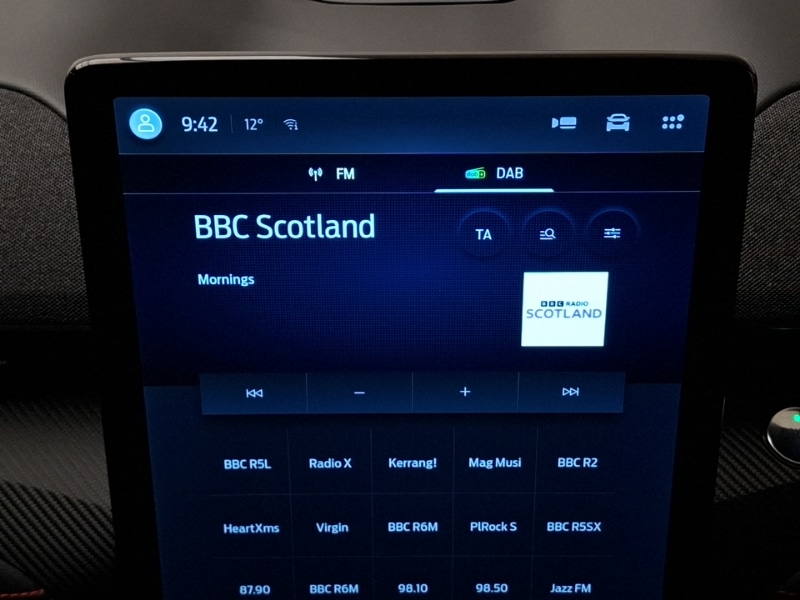 9:42 12°
FM DAB
dab+
BBC Scotland
TA
Mornings
BBC RADIO
SCOTLAND
BBC R5L Radio X Kerrang! Mag Musi BBC R2
HeartXms Virgin BBC R6M PlRock S BBC R5SX
87.90 BBC R6M 98.10 98.50 Jazz FM